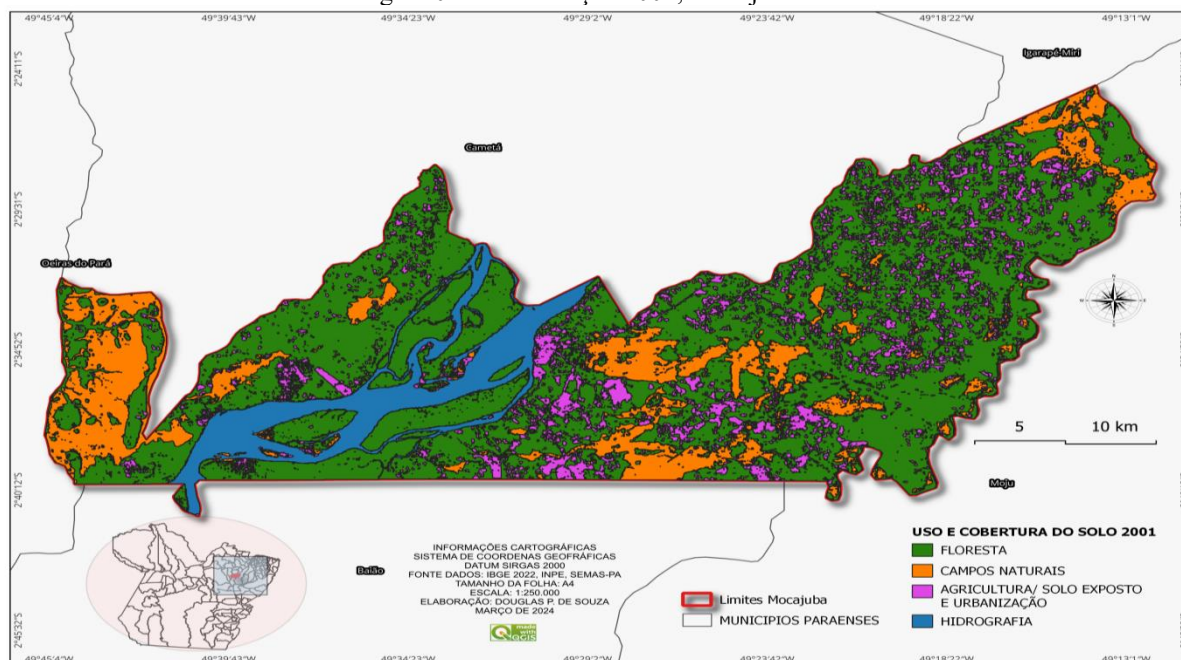 49°45'4"W 49°39'43"W 49°34'23"W 49°29'2"W 49°23'42"W 49°18'22"W 49°13'1"W
2°24'11"S
2°29'31"S
2°34'52"S
2°40'12"S
2°45'32"S
Igarapé-Miri
Cametá
Oeiras do Pará
Moju
Baião
5 10 km
INFORMAÇÕES CARTOGRÁFICAS
SISTEMA DE COORDENAS GEOFRÁFICAS
DATUM SIRGAS 2000
FONTE DADOS: IBGE 2022, INPE, SEMAS-PA
TAMANHO DA FOLHA: A4
ESCALA: 1:250.000
ELABORAÇÃO: DOUGLAS P. DE SOUZA
MARÇO DE 2024
made
with
QGIS
Limites Mocajuba
MUNICIPIOS PARAENSES
USO E COBERTURA DO SOLO 2001
FLORESTA
CAMPOS NATURAIS
AGRICULTURA/ SOLO EXPOSTO
E URBANIZAÇÃO
HIDROGRAFIA
49°45'4"W 49°39'43"W 49°34'23"W 49°29'2"W 49°23'42"W 49°18'22"W 49°13'1"W